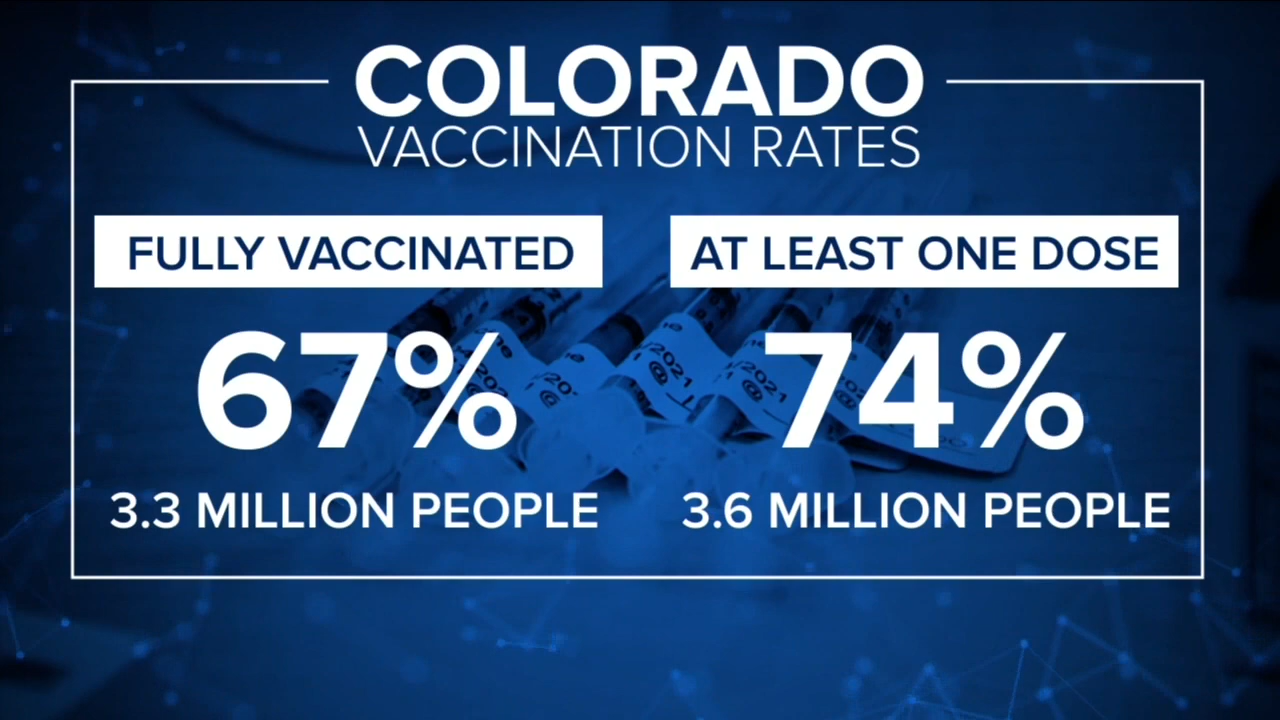 COLORADO
VACCINATION RATES
FULLY VACCINATED
AT LEAST ONE DOSE
67%
74%
3.3 MILLION PEOPLE
3.6 MILLION PEOPLE